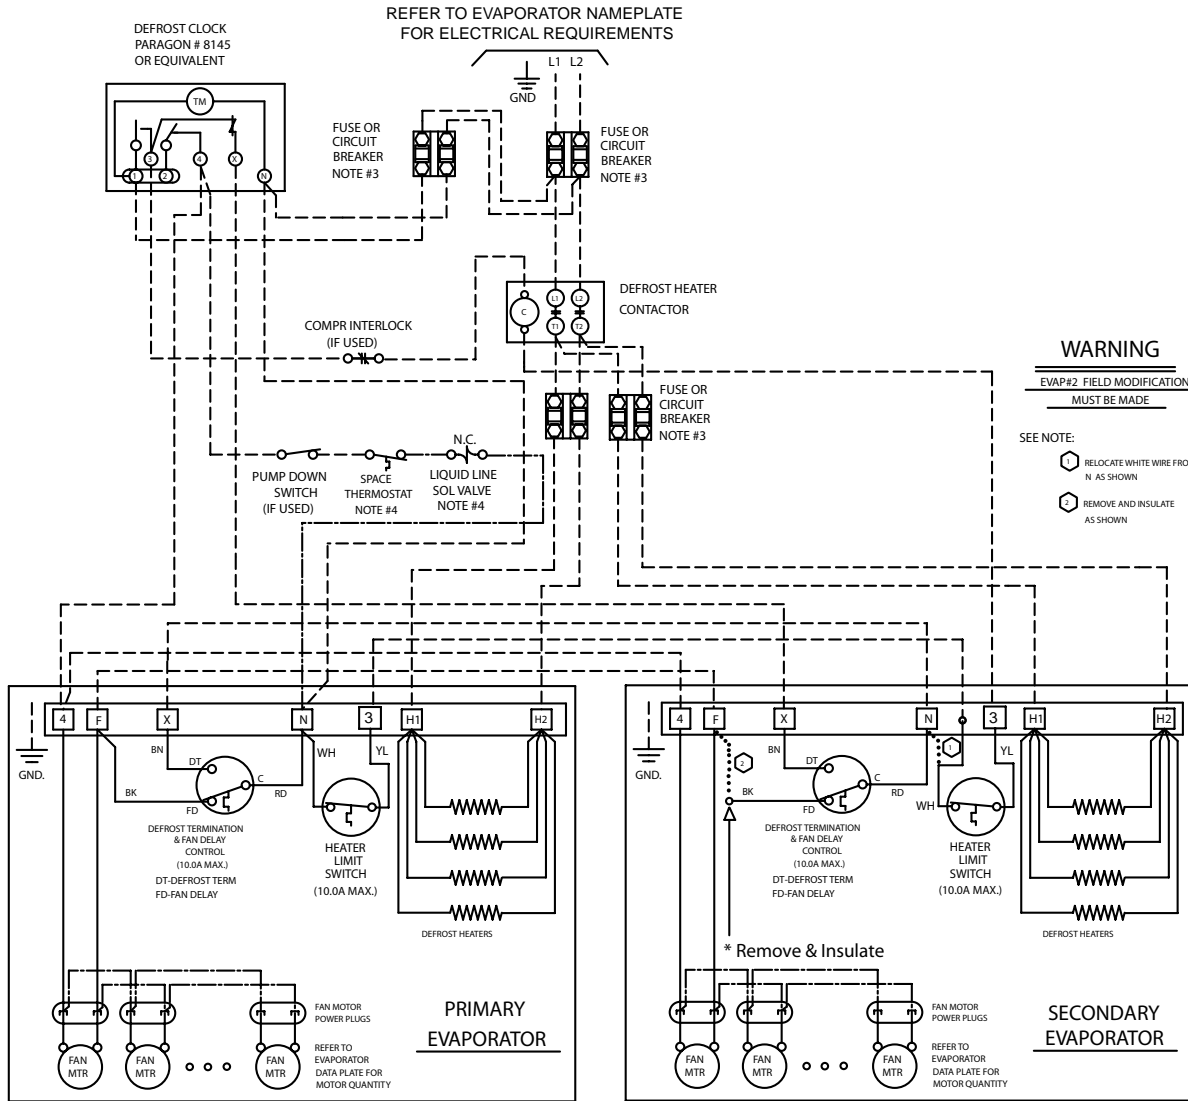 REFER TO EVAPORATOR NAMEPLATE
FOR ELECTRICAL REQUIREMENTS
DEFROST CLOCK
PARAGON # 8145
OR EQUIVALENT
L1 L2
GND
TM
3
4
X
1
2
N
FUSE OR
CIRCUIT
BREAKER
NOTE #3
FUSE OR
CIRCUIT
BREAKER
NOTE #3
DEFROST HEATER
CONTACTOR
C
L1
L2
T1
T2
COMPR INTERLOCK
(IF USED)
WARNING
EVAP#2 FIELD MODIFICATION
MUST BE MADE
SEE NOTE:
1 RELOCATE WHITE WIRE FRO
N AS SHOWN
2 REMOVE AND INSULATE
AS SHOWN
FUSE OR
CIRCUIT
BREAKER
NOTE #3
PUMP DOWN
SWITCH
(IF USED)
SPACE
THERMOSTAT
NOTE #4
N.C.
LIQUID LINE
SOL VALVE
NOTE #4
4
F
X
N
3
H1
H2
GND.
BN
DT
BK
FD
C
RD
WH
YL
DEFROST TERMINATION
& FAN DELAY
CONTROL
(10.0A MAX.)
DT-DEFROST TERM
FD-FAN DELAY
HEATER
LIMIT
SWITCH
(10.0A MAX.)
DEFROST HEATERS
FAN MOTOR
POWER PLUGS
REFER TO
EVAPORATOR
DATA PLATE FOR
MOTOR QUANTITY
FAN
MTR
FAN
MTR
FAN
MTR
PRIMARY
EVAPORATOR
4
F
X
N
3
H1
H2
GND.
2
BN
DT
BK
FD
C
RD
1
WH
YL
DEFROST TERMINATION
& FAN DELAY
CONTROL
(10.0A MAX.)
DT-DEFROST TERM
FD-FAN DELAY
HEATER
LIMIT
SWITCH
(10.0A MAX.)
DEFROST HEATERS
* Remove & Insulate
FAN MOTOR
POWER PLUGS
REFER TO
EVAPORATOR
DATA PLATE FOR
MOTOR QUANTITY
FAN
MTR
FAN
MTR
FAN
MTR
SECONDARY
EVAPORATOR